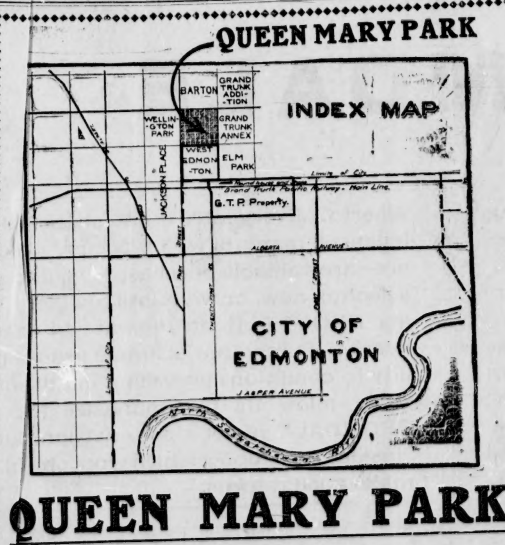 QUEEN MARY PARK
BARTON
GRAND
TRUNK
ADDI-
-TION
INDEX MAP
WELLIN-
GTON
PARK
GRAND
TRUNK
ANNEX
WEST
EDMON
-TON.
ELM
PARK
JACKSON PLACE
Limits of City
Grand Trunk Pacific Railway - Main Line.
G.T.P. Property.
STREET
ALBERTA AVENUE
CITY OF
EDMONTON
JASPER AVENUE
North Saskatchewan River
QUEEN MARY PARK